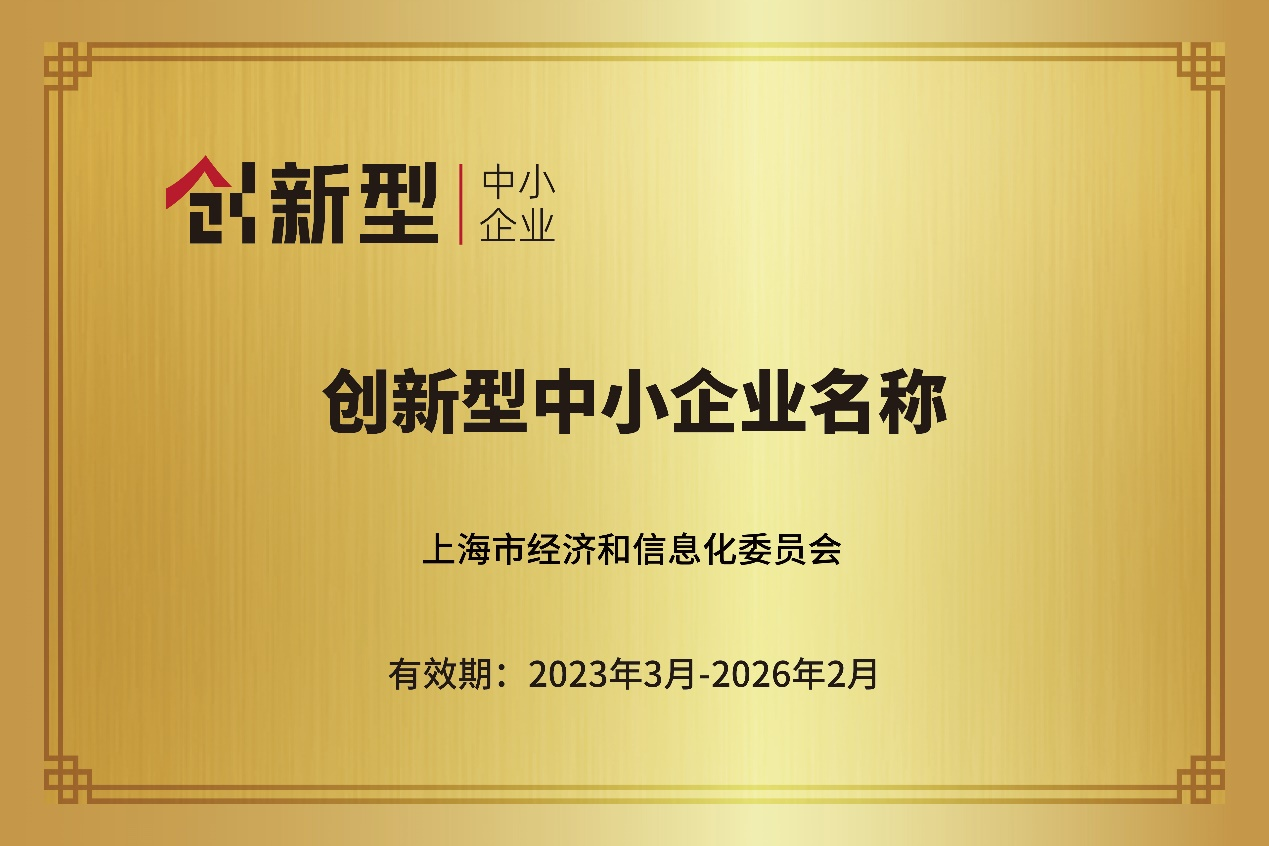 创新型
中小
企业
创新型中小企业名称
上海市经济和信息化委员会
有效期：2023年3月-2026年2月